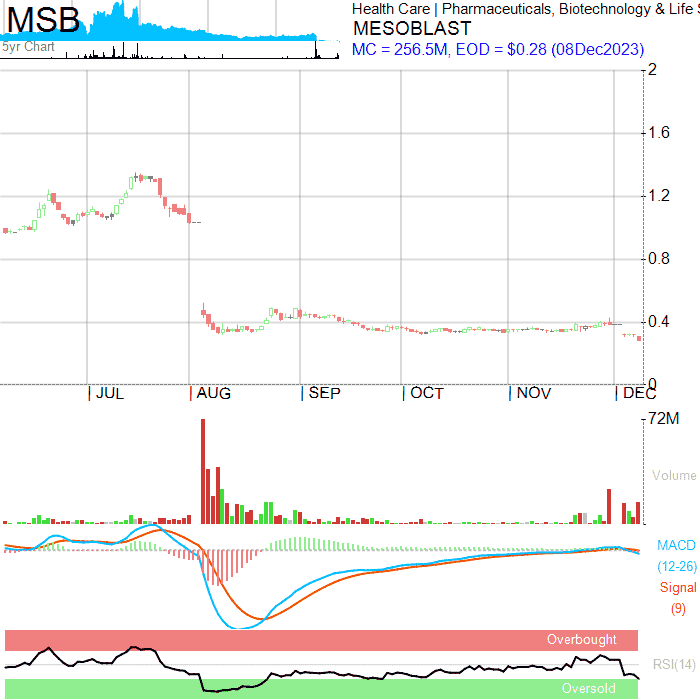 MSB
5yr Chart
Health Care | Pharmaceuticals, Biotechnology & Life S
MESOBLAST
MC = 256.5M, EOD = $0.28 (08Dec2023)
2
1.6
1.2
0.8
0.4
0
JUL AUG SEP OCT NOV DEC
72M
Volume
MACD
(12-26)
Signal
(9)
Overbought
RSI(14)
Oversold